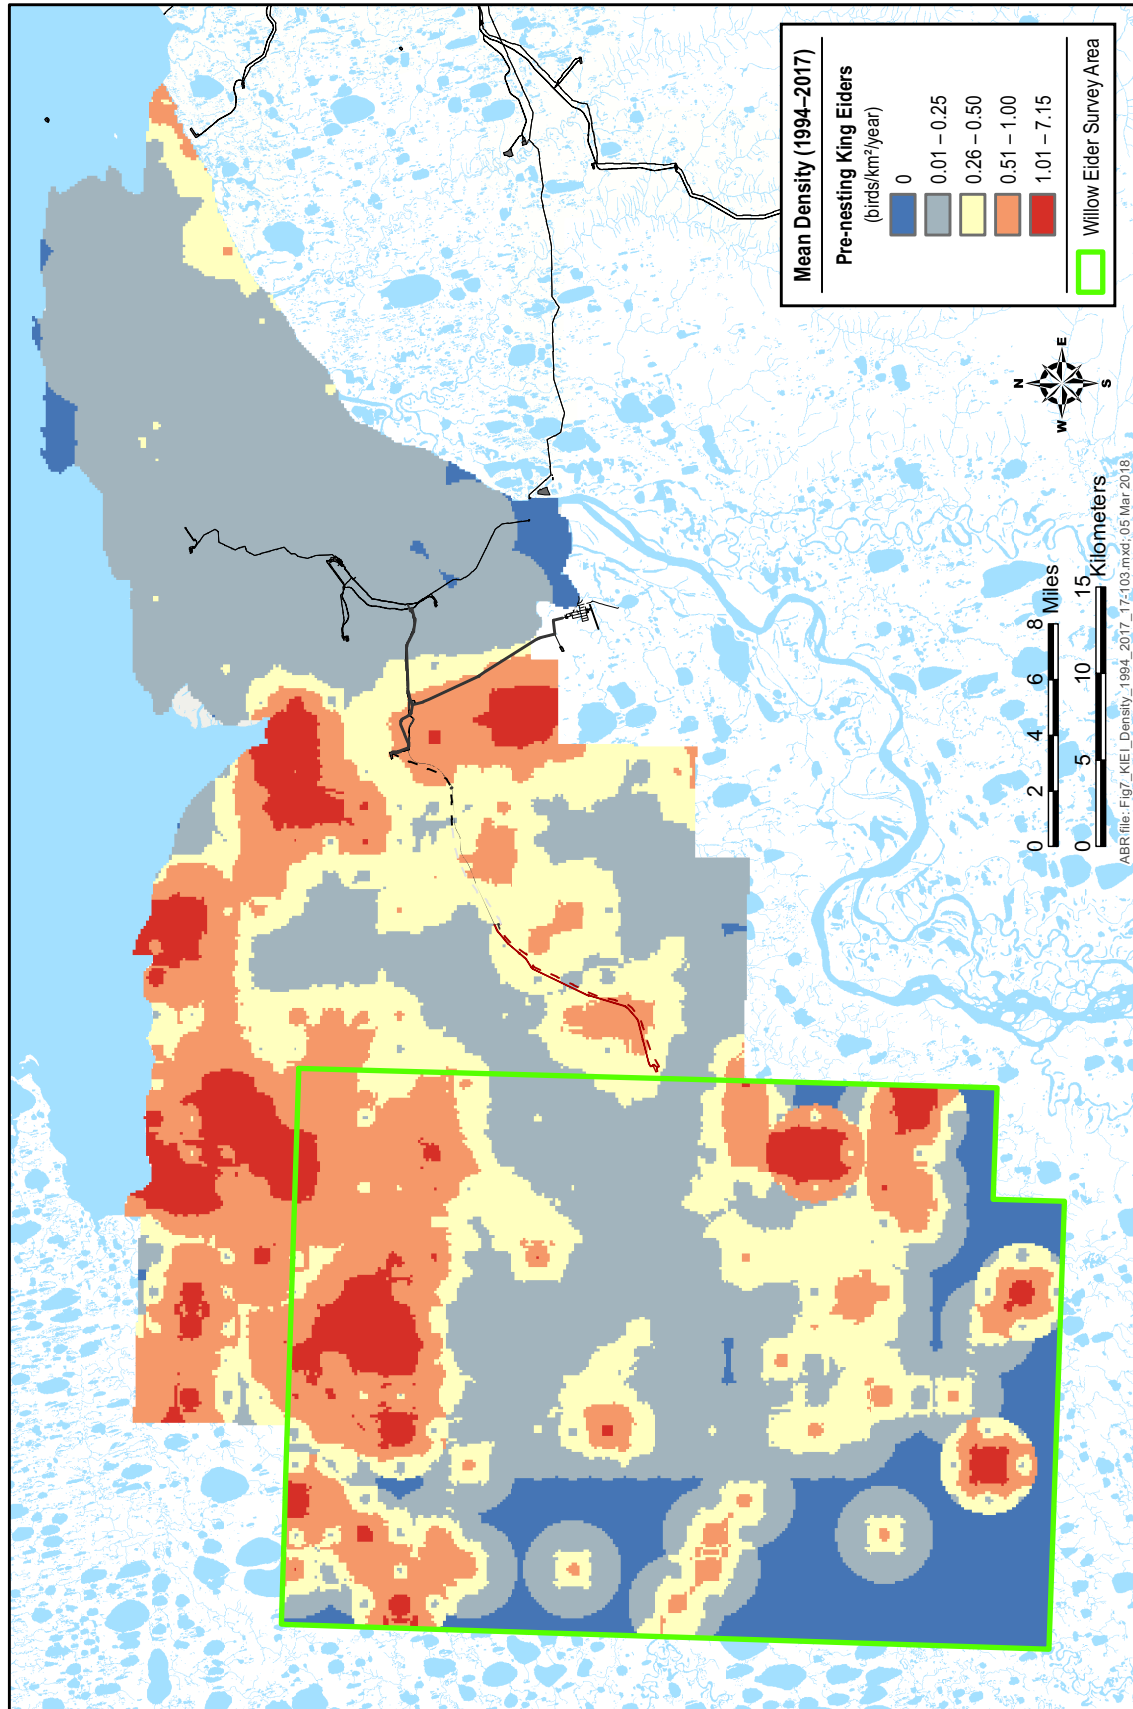 Mean Density (1994–2017)
Pre-nesting King Eiders
(birds/km²/year)
0
0.01 – 0.25
0.26 – 0.50
0.51 – 1.00
1.01 – 7.15
Willow Eider Survey Area
N
W E
S
0 2 4 6 8
Miles
0 5 10 15
Kilometers
ABR file: Fig7_KIEI_Density_1994_2017_17-103.mxd; 05 Mar 2018